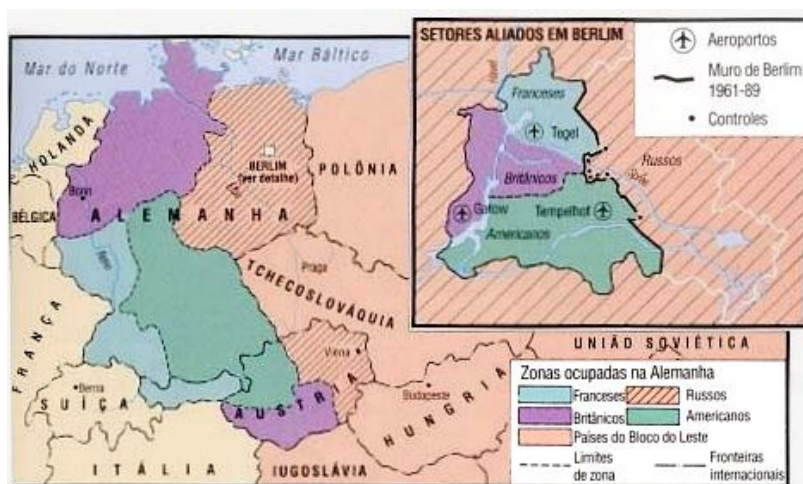 Mar do Norte
Mar Báltico
HOLANDA
BERLIM
(ver detalhe)
POLÔNIA
Bonn
BÉLGICA
ALEMANHA
Reno
Praga
TCHECOSLOVÁQUIA
FRANÇA
Viena
Berna
SUÍÇA
ÁUSTRIA
Budapeste
HUNGRIA
ITÁLIA
IUGOSLÁVIA
UNIÃO SOVIÉTICA
SETORES ALIADOS EM BERLIM
Havel
Franceses
Tegel
Britânicos
Russos
Spree
Gatow
Tempelhof
Americanos
Aeroportos
Muro de Berlim
1961-89
Controles
Zonas ocupadas na Alemanha
Franceses
Russos
Britânicos
Americanos
Países do Bloco do Leste
Limites
de zona
Fronteiras
internacionais